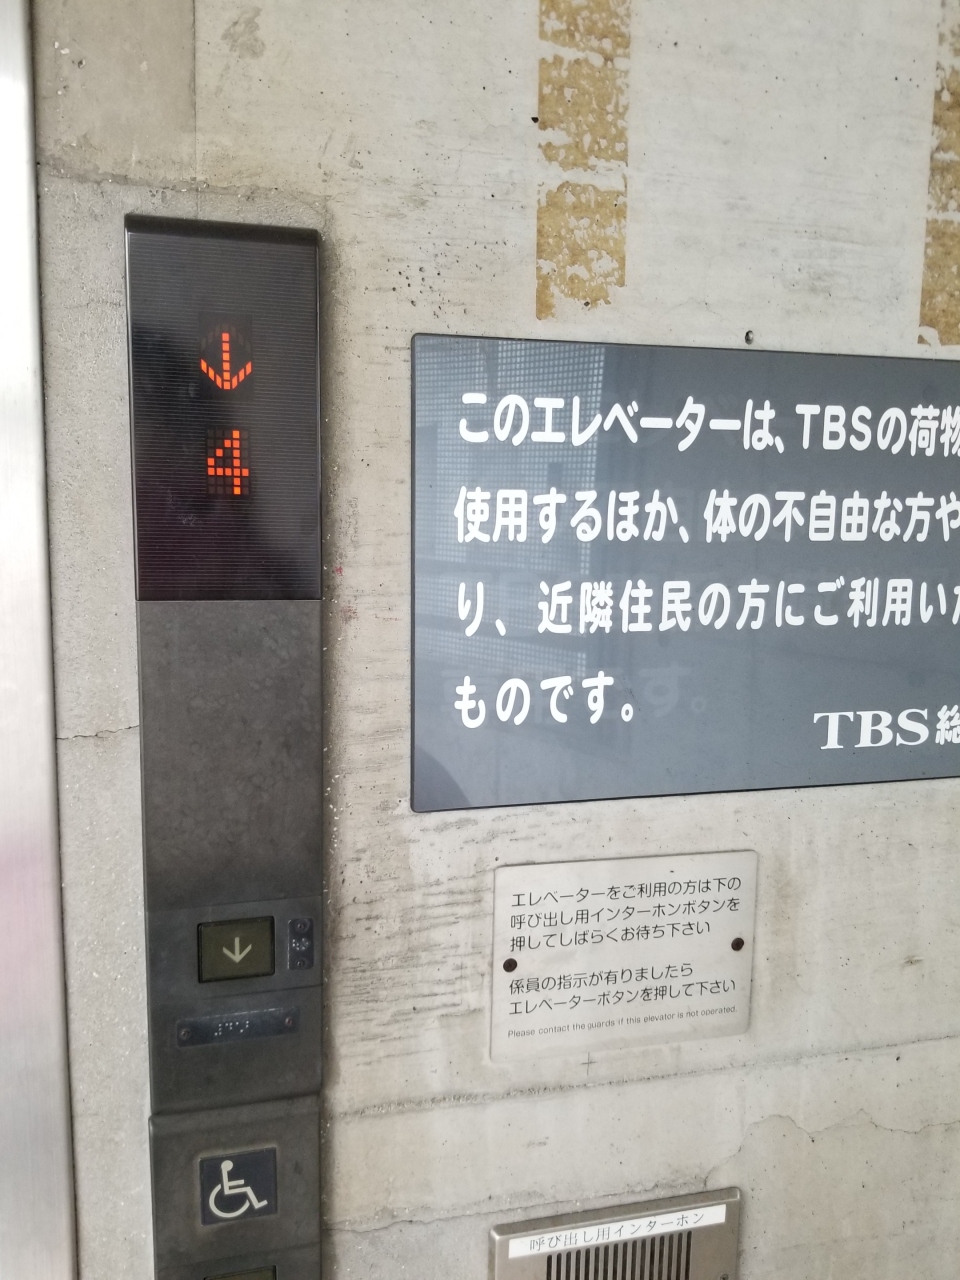 ↓
4
このエレベーターは、TBSの荷物
使用するほか、体の不自由な方や
り、近隣住民の方にご利用いた
ものです。
TBS総
エレベーターをご利用の方は下の
呼び出し用インターホンボタンを
押してしばらくお待ち下さい
係員の指示が有りましたら
エレベーターボタンを押して下さい
Please contact the guards if this elevator is not operated.
↓
呼び出し用インターホン